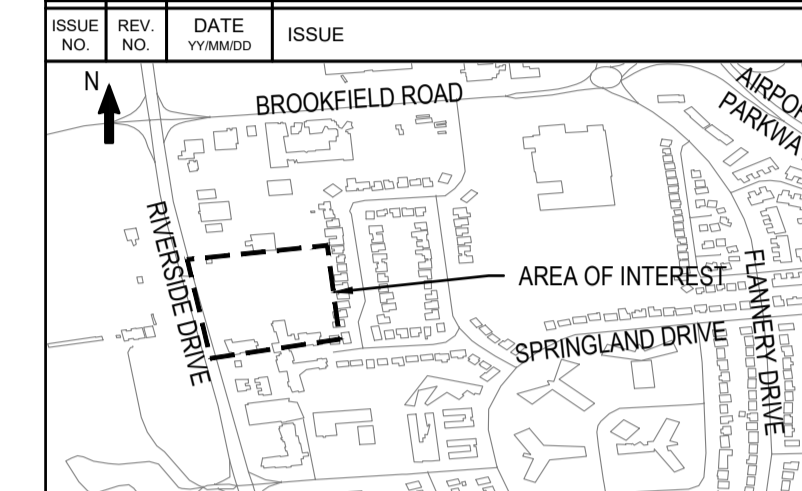 ISSUE NO.
REV. NO.
DATE
YY/MM/DD
ISSUE
N
BROOKFIELD ROAD
RIVERSIDE DRIVE
AREA OF INTEREST
SPRINGLAND DRIVE
FLANNERY DRIVE